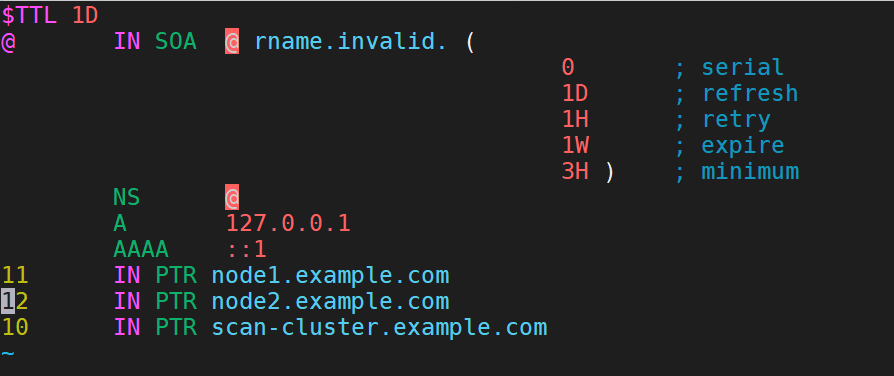 $TTL 1D
@ IN SOA @ rname.invalid. (
0 ; serial
1D ; refresh
1H ; retry
1W ; expire
3H ) ; minimum
NS @
A 127.0.0.1
AAAA ::1
11 IN PTR node1.example.com
12 IN PTR node2.example.com
10 IN PTR scan-cluster.example.com
~